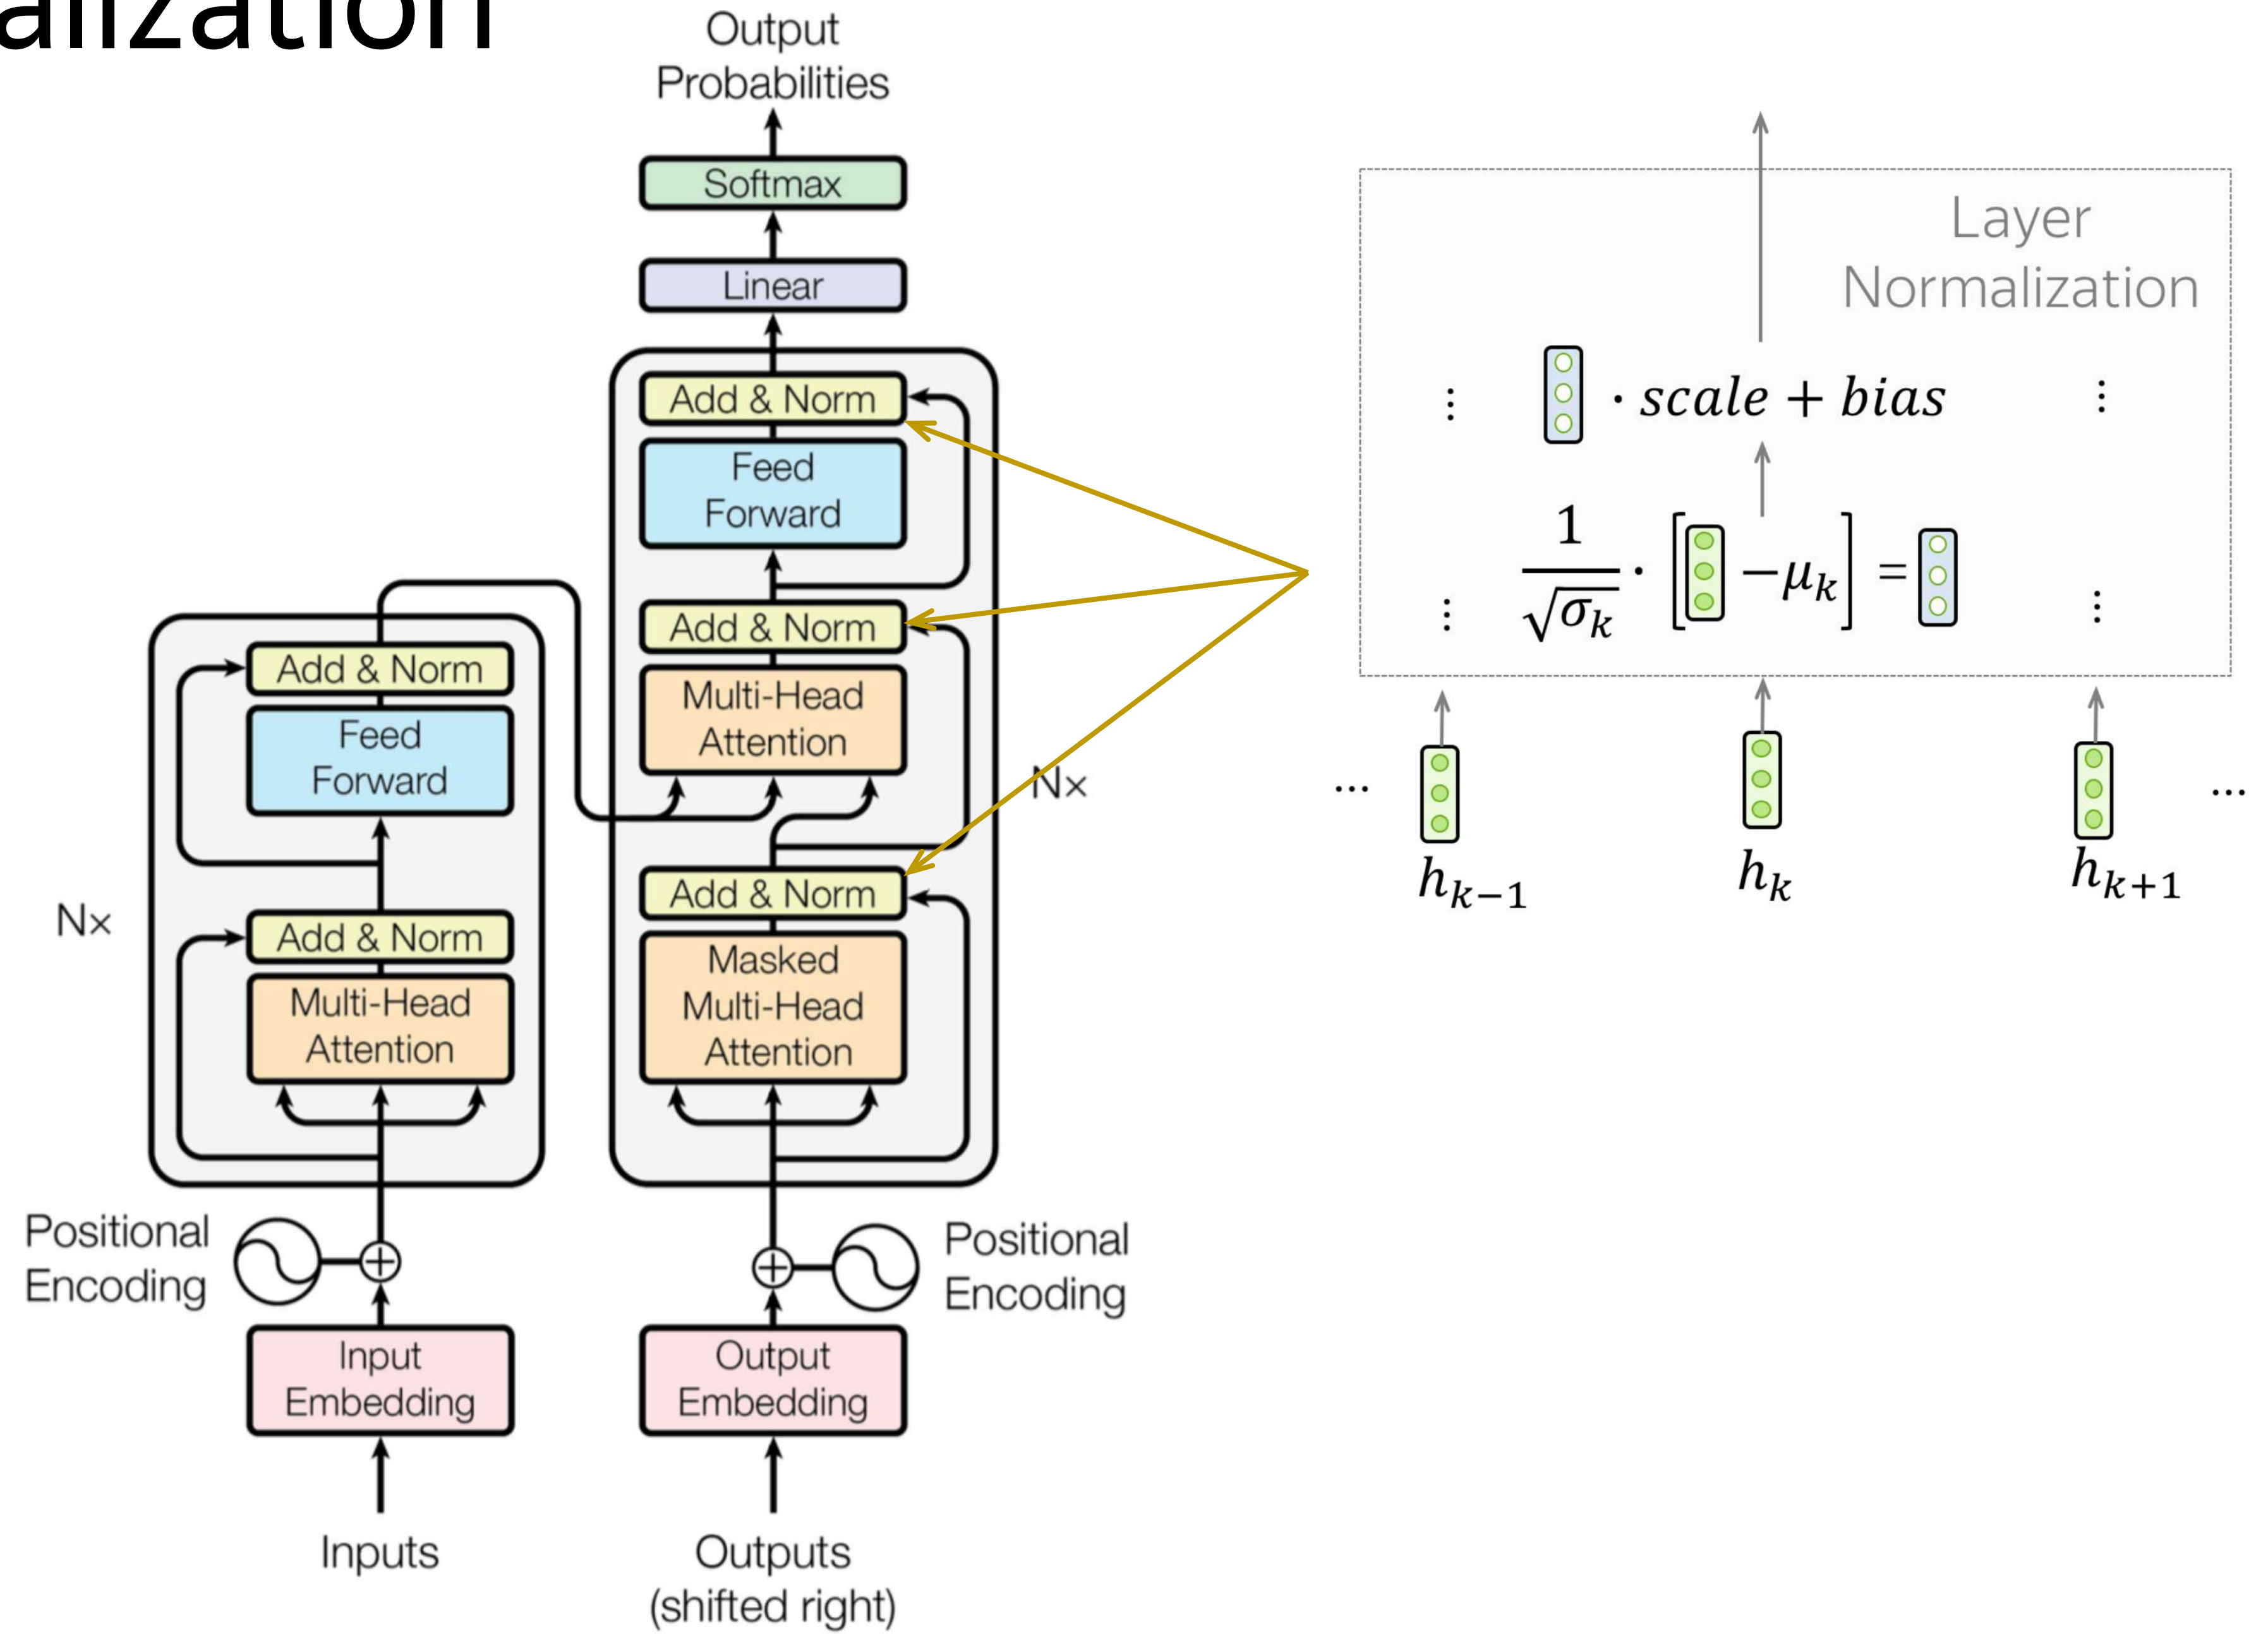 alization
Output
Probabilities
Softmax
Linear
Add & Norm
Feed
Forward
Add & Norm
Multi-Head
Attention
Add & Norm
Masked
Multi-Head
Attention
N×
Add & Norm
Feed
Forward
Add & Norm
Multi-Head
Attention
N×
Positional
Encoding
Positional
Encoding
Input
Embedding
Output
Embedding
Inputs
Outputs
(shifted right)
Layer
Normalization
⋮ · scale + bias ⋮
⋮ 1/√σₖ · [ −μₖ ] = ⋮
... ...
hₖ₋₁ hₖ hₖ₊₁